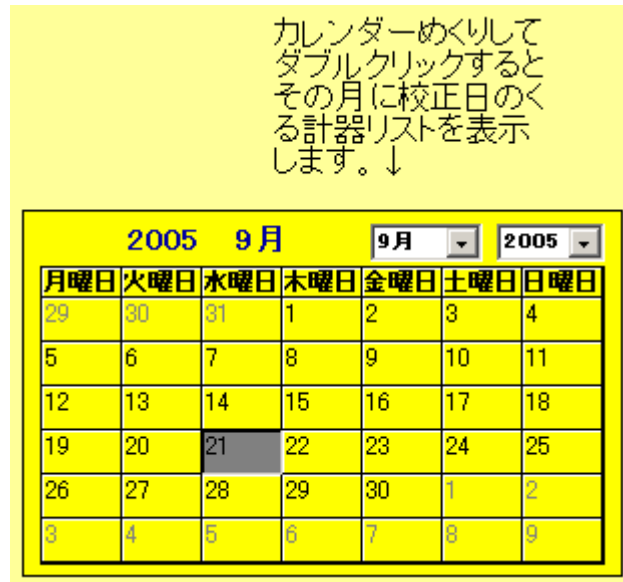 カレンダーめくりして
ダブルクリックすると
その月に校正日のく
る計器リストを表示
します。↓
2005 9月 9月 2005
月曜日 火曜日 水曜日 木曜日 金曜日 土曜日 日曜日
29 30 31 1 2 3 4
5 6 7 8 9 10 11
12 13 14 15 16 17 18
19 20 21 22 23 24 25
26 27 28 29 30 1 2
3 4 5 6 7 8 9